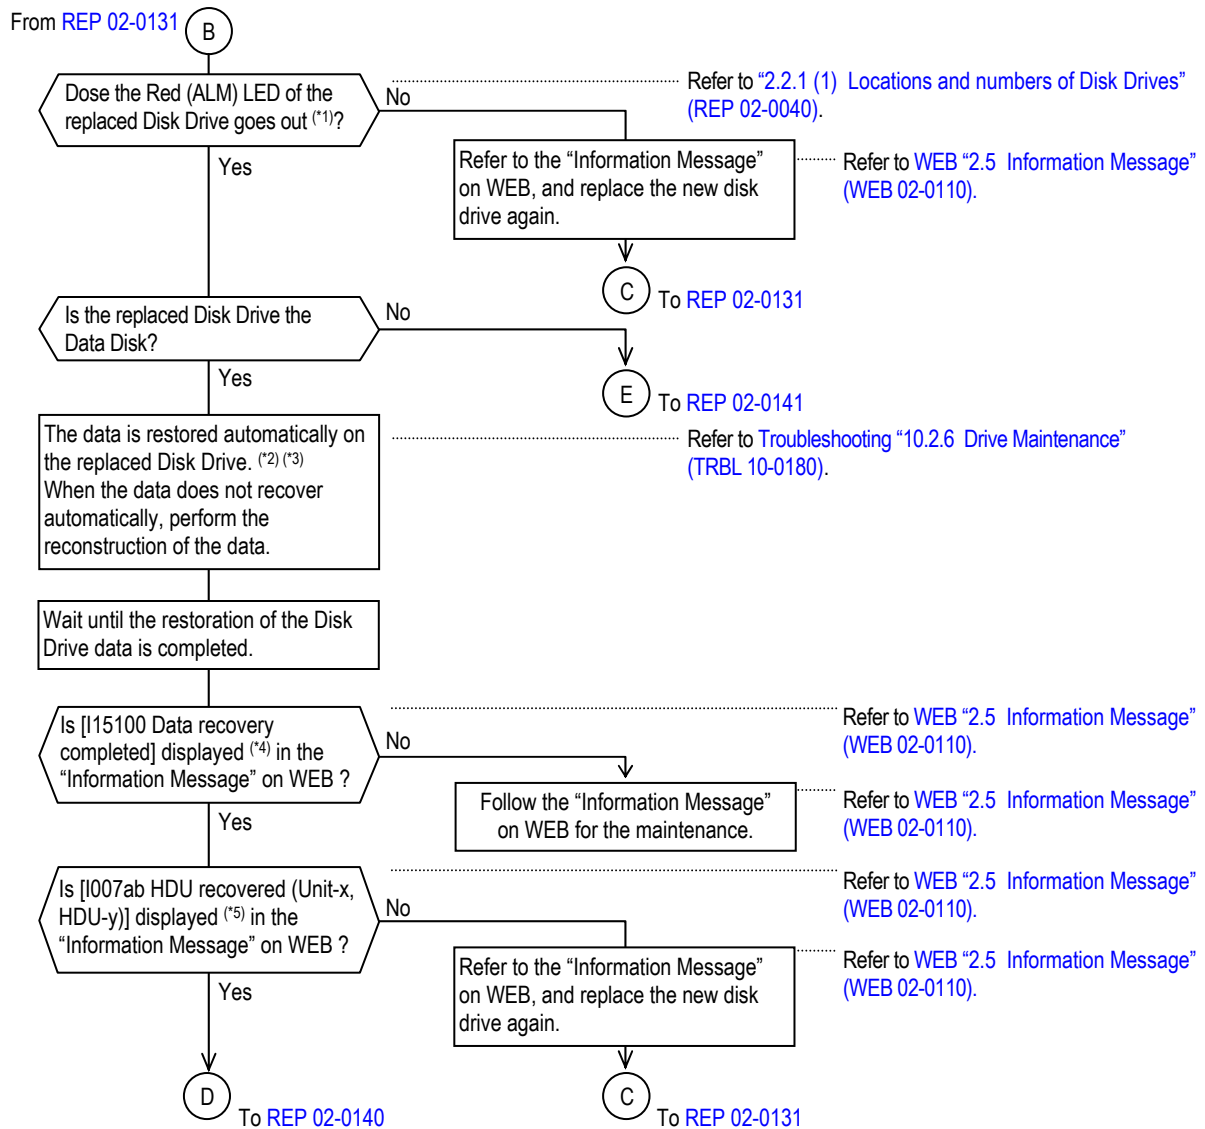 From REP 02-0131
B
Dose the Red (ALM) LED of the
replaced Disk Drive goes out (*1)?
No
Refer to “2.2.1 (1) Locations and numbers of Disk Drives”
(REP 02-0040).
Yes
Refer to the “Information Message”
on WEB, and replace the new disk
drive again.
Refer to WEB “2.5 Information Message”
(WEB 02-0110).
C
To REP 02-0131
Is the replaced Disk Drive the
Data Disk?
No
Yes
E
To REP 02-0141
The data is restored automatically on
the replaced Disk Drive. (*2) (*3)
When the data does not recover
automatically, perform the
reconstruction of the data.
Refer to Troubleshooting “10.2.6 Drive Maintenance”
(TRBL 10-0180).
Wait until the restoration of the Disk
Drive data is completed.
Is [I15100 Data recovery
completed] displayed (*4) in the
“Information Message” on WEB ?
No
Refer to WEB “2.5 Information Message”
(WEB 02-0110).
Yes
Follow the “Information Message”
on WEB for the maintenance.
Refer to WEB “2.5 Information Message”
(WEB 02-0110).
Is [I007ab HDU recovered (Unit-x,
HDU-y)] displayed (*5) in the
“Information Message” on WEB ?
No
Refer to WEB “2.5 Information Message”
(WEB 02-0110).
Yes
Refer to the “Information Message”
on WEB, and replace the new disk
drive again.
Refer to WEB “2.5 Information Message”
(WEB 02-0110).
D
To REP 02-0140
C
To REP 02-0131